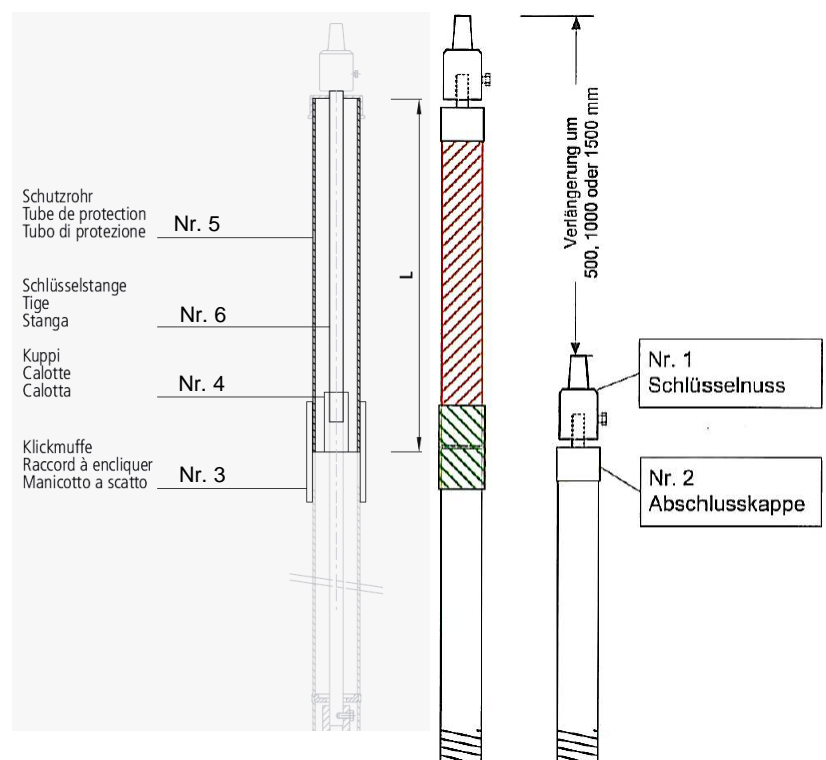 Schutzrohr
Tube de protection
Tubo di protezione
Nr. 5
Schlüsselstange
Tige
Stanga
Nr. 6
Kuppi
Calotte
Calotta
Nr. 4
Klickmuffe
Raccord à encliquer
Manicotto a scatto
Nr. 3
L
Verlängerung um
500, 1000 oder 1500 mm
Nr. 1
Schlüsselnuss
Nr. 2
Abschlusskappe